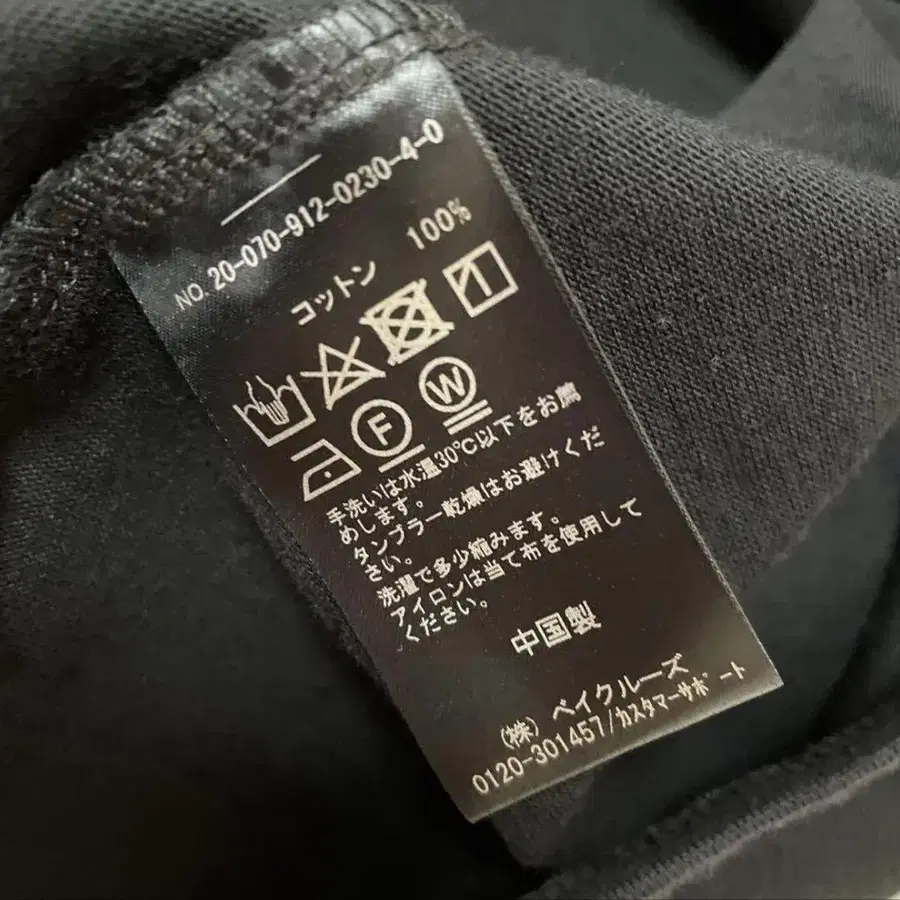 NO. 20-070-912-0230-4-0
コットン 100%
F W
手洗いは水温30℃以下をお薦
めします。
タンブラー乾燥はお避けくだ
さい。
洗濯で多少縮みます。
アイロンは当て布を使用して
ください。
中国製
(株) ベイクルーズ
0120-301457/カスタマーサポート